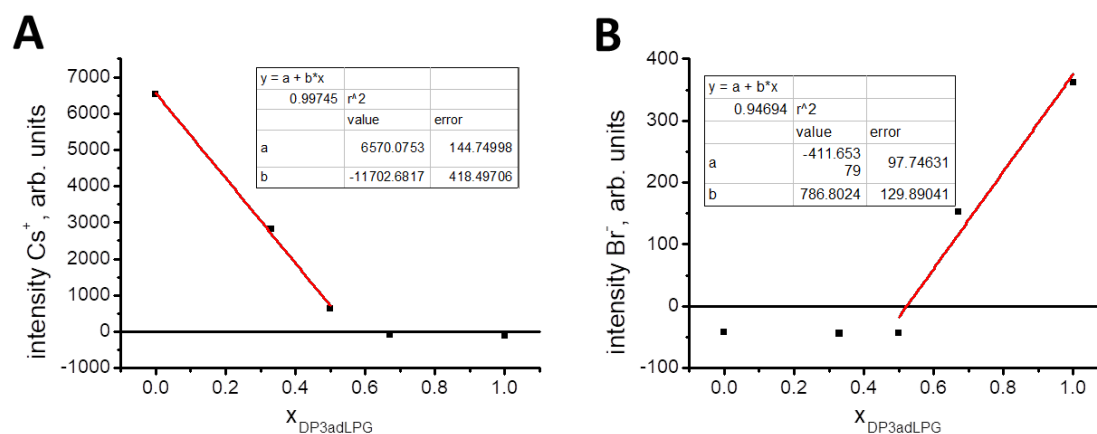 A
intensity Cs⁺, arb. units
7000
6000
5000
4000
3000
2000
1000
0
-1000
0.0 0.2 0.4 0.6 0.8 1.0
x_DP3adLPG
y = a + b*x
0.99745 r^2
value error
a 6570.0753 144.74998
b -11702.6817 418.49706
B
intensity Br⁻, arb. units
400
300
200
100
0
-100
0.0 0.2 0.4 0.6 0.8 1.0
x_DP3adLPG
y = a + b*x
0.94694 r^2
value error
a -411.653
79 97.74631
b 786.8024 129.89041